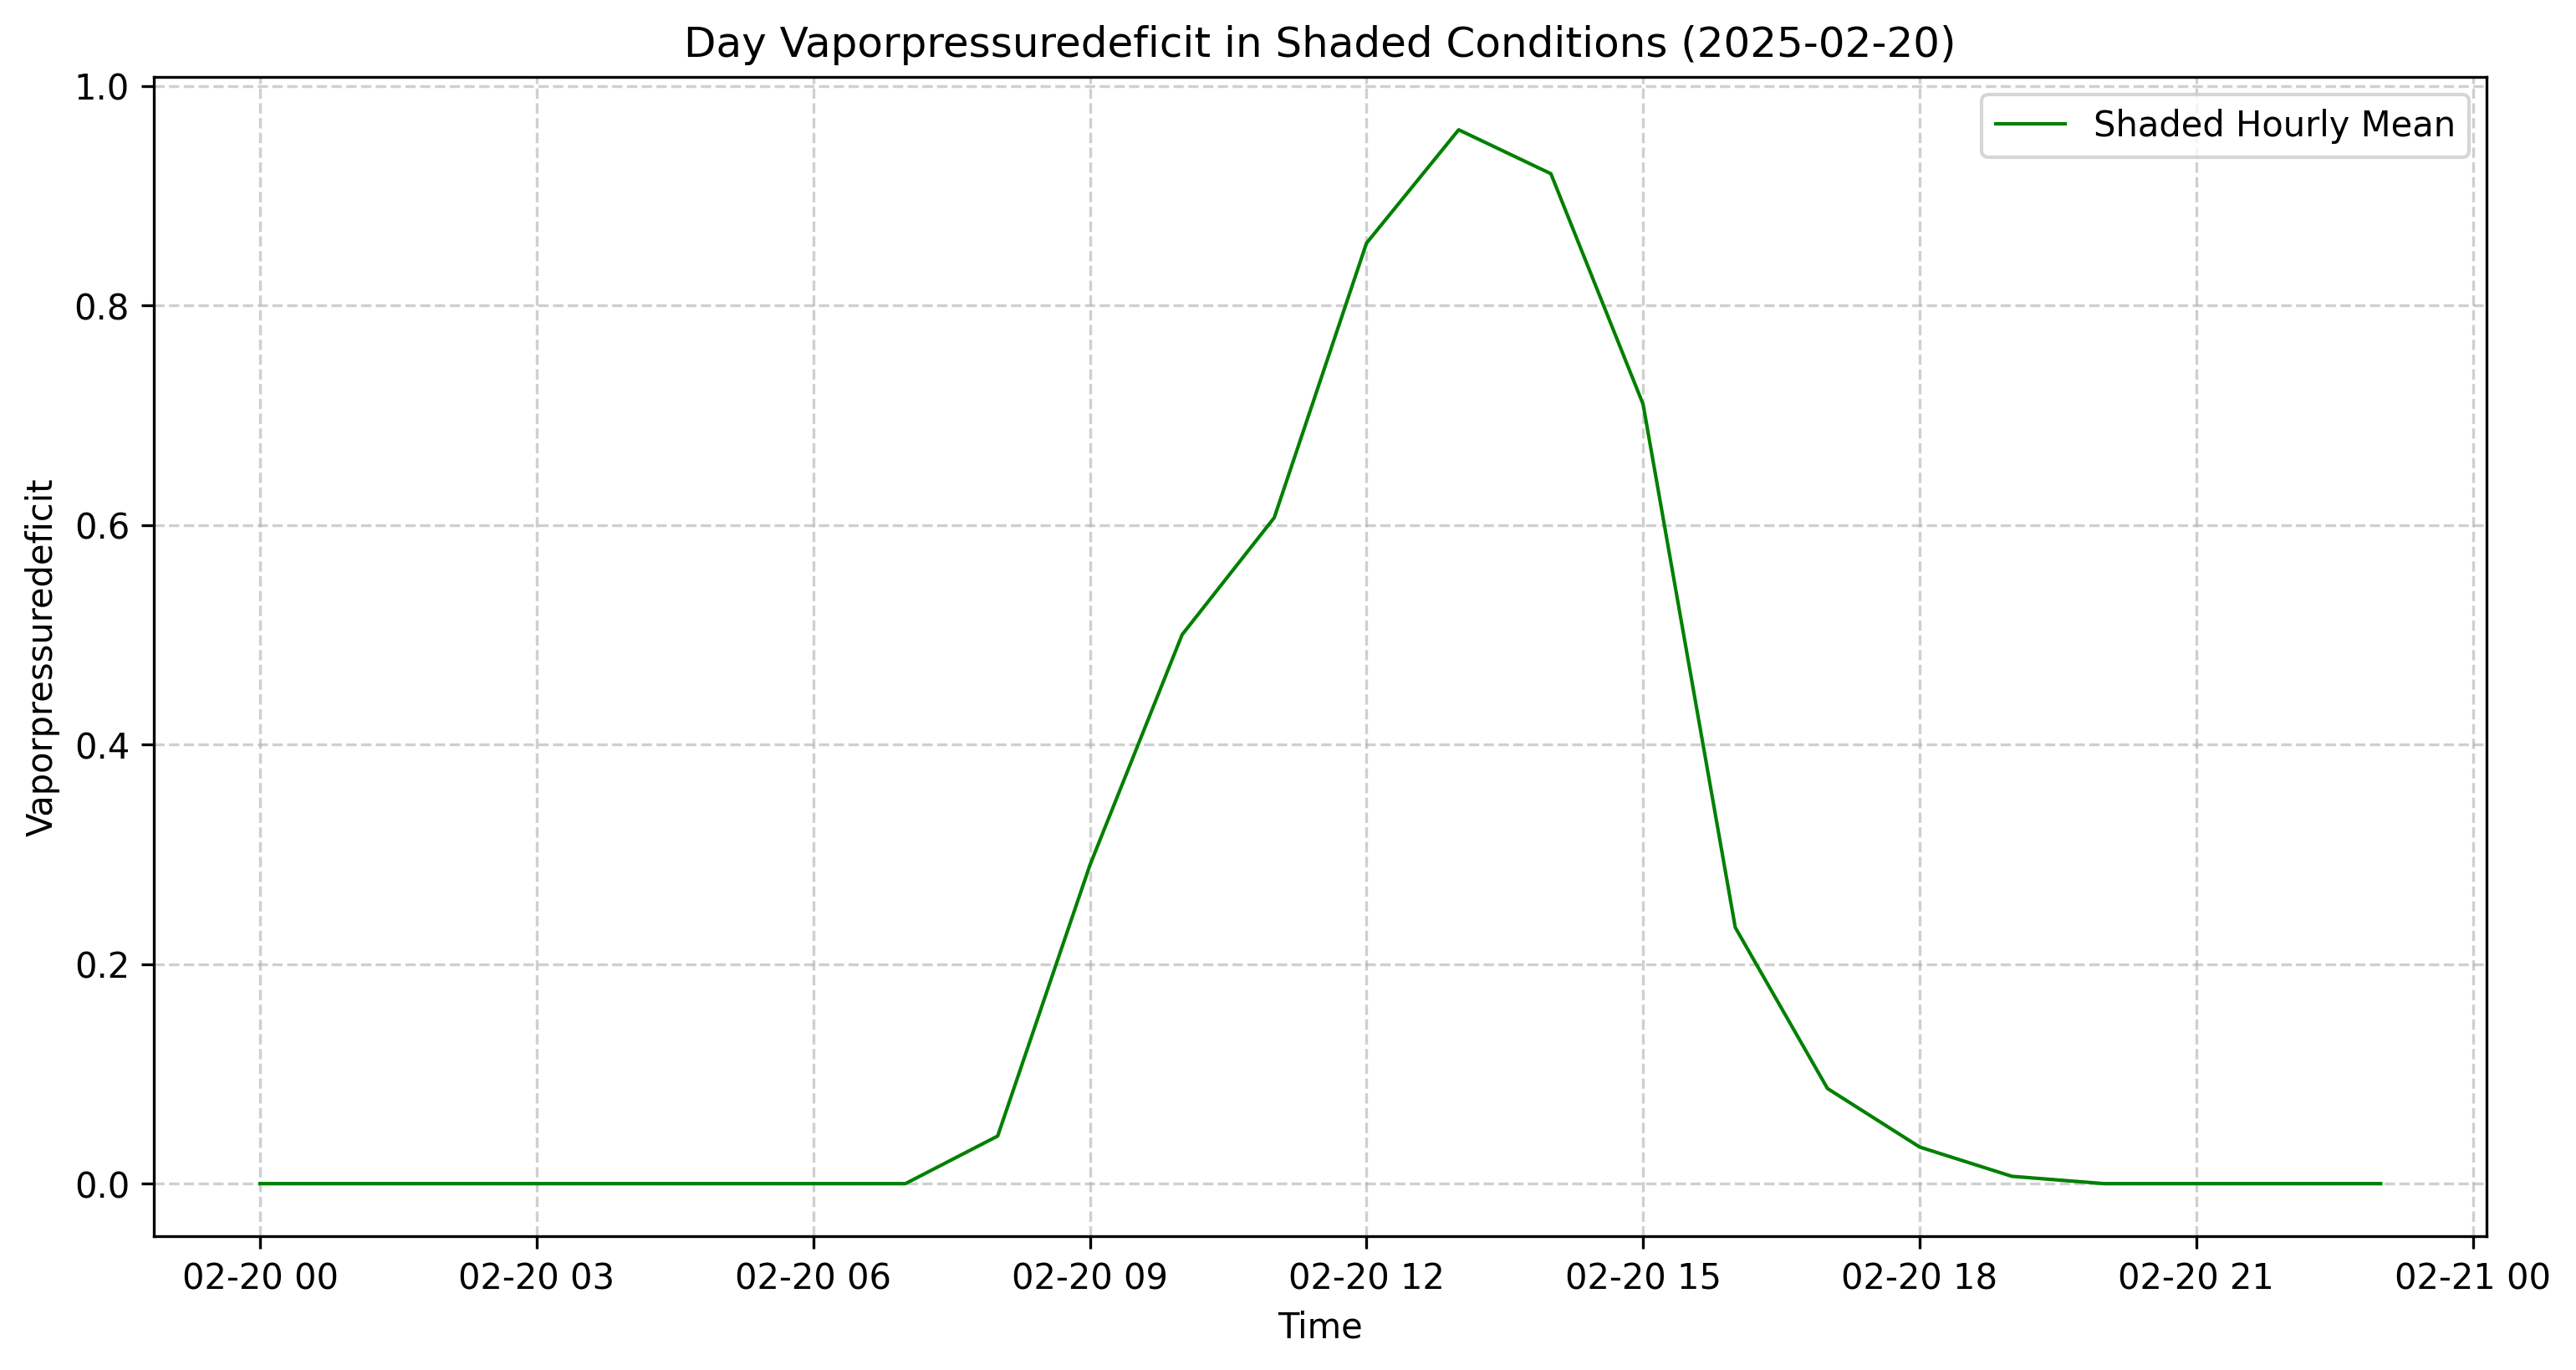 Day Vaporpressuredeficit in Shaded Conditions (2025-02-20)
Shaded Hourly Mean
Vaporpressuredeficit
1.0
0.8
0.6
0.4
0.2
0.0
02-20 00 02-20 03 02-20 06 02-20 09 02-20 12 02-20 15 02-20 18 02-20 21 02-21 00
Time